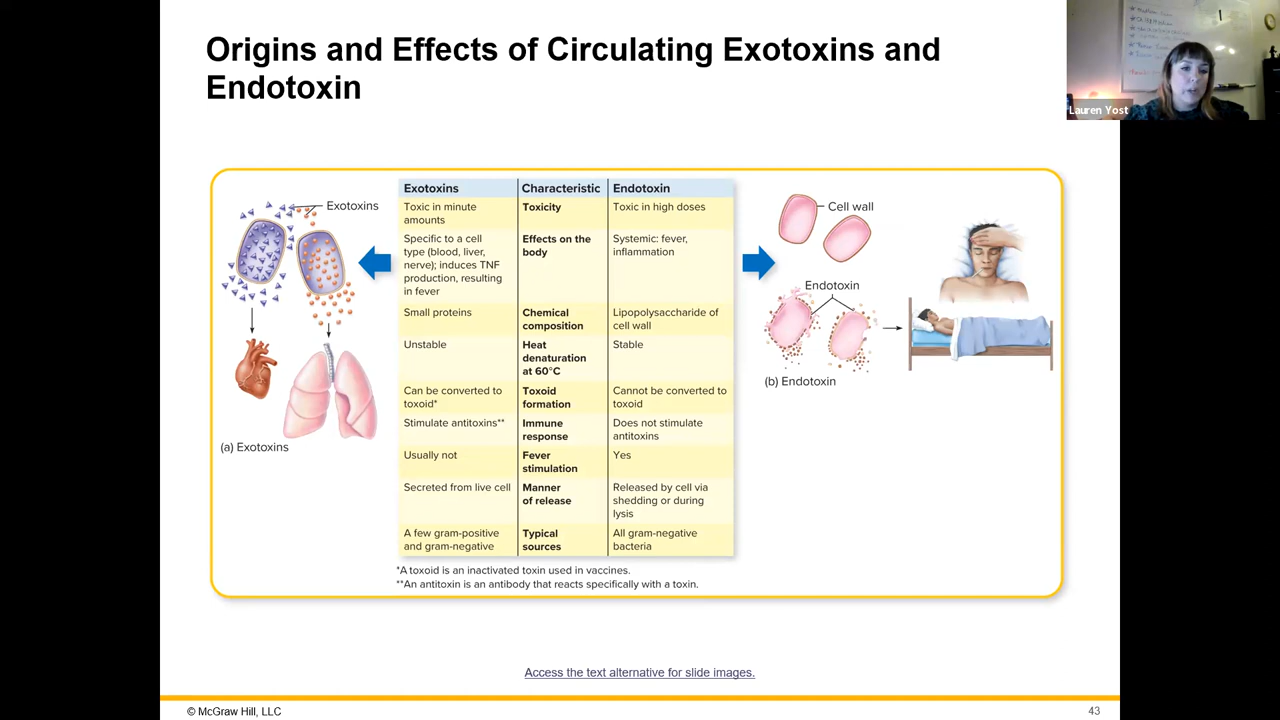 Origins and Effects of Circulating Exotoxins and
Endotoxin
Lauren Yost
Exotoxins
(a) Exotoxins
Exotoxins Characteristic Endotoxin
Toxic in minute
amounts
Toxicity
Toxic in high doses
Specific to a cell
type (blood, liver,
nerve); induces TNF
production, resulting
in fever
Effects on the
body
Systemic: fever,
inflammation
Small proteins
Chemical
composition
Lipopolysaccharide of
cell wall
Unstable
Heat
denaturation
at 60°C
Stable
Can be converted to
toxoid*
Toxoid
formation
Cannot be converted to
toxoid
Stimulate antitoxins**
Immune
response
Does not stimulate
antitoxins
Usually not
Fever
stimulation
Yes
Secreted from live cell
Manner
of release
Released by cell via
shedding or during
lysis
A few gram-positive
and gram-negative
Typical
sources
All gram-negative
bacteria
*A toxoid is an inactivated toxin used in vaccines.
**An antitoxin is an antibody that reacts specifically with a toxin.
Cell wall
Endotoxin
(b) Endotoxin
Access the text alternative for slide images.
© McGraw Hill, LLC
43